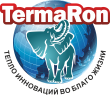 TermaRon
ТЕПЛО ИННОВАЦИЙ ВО БЛАГО ЖИЗНИ